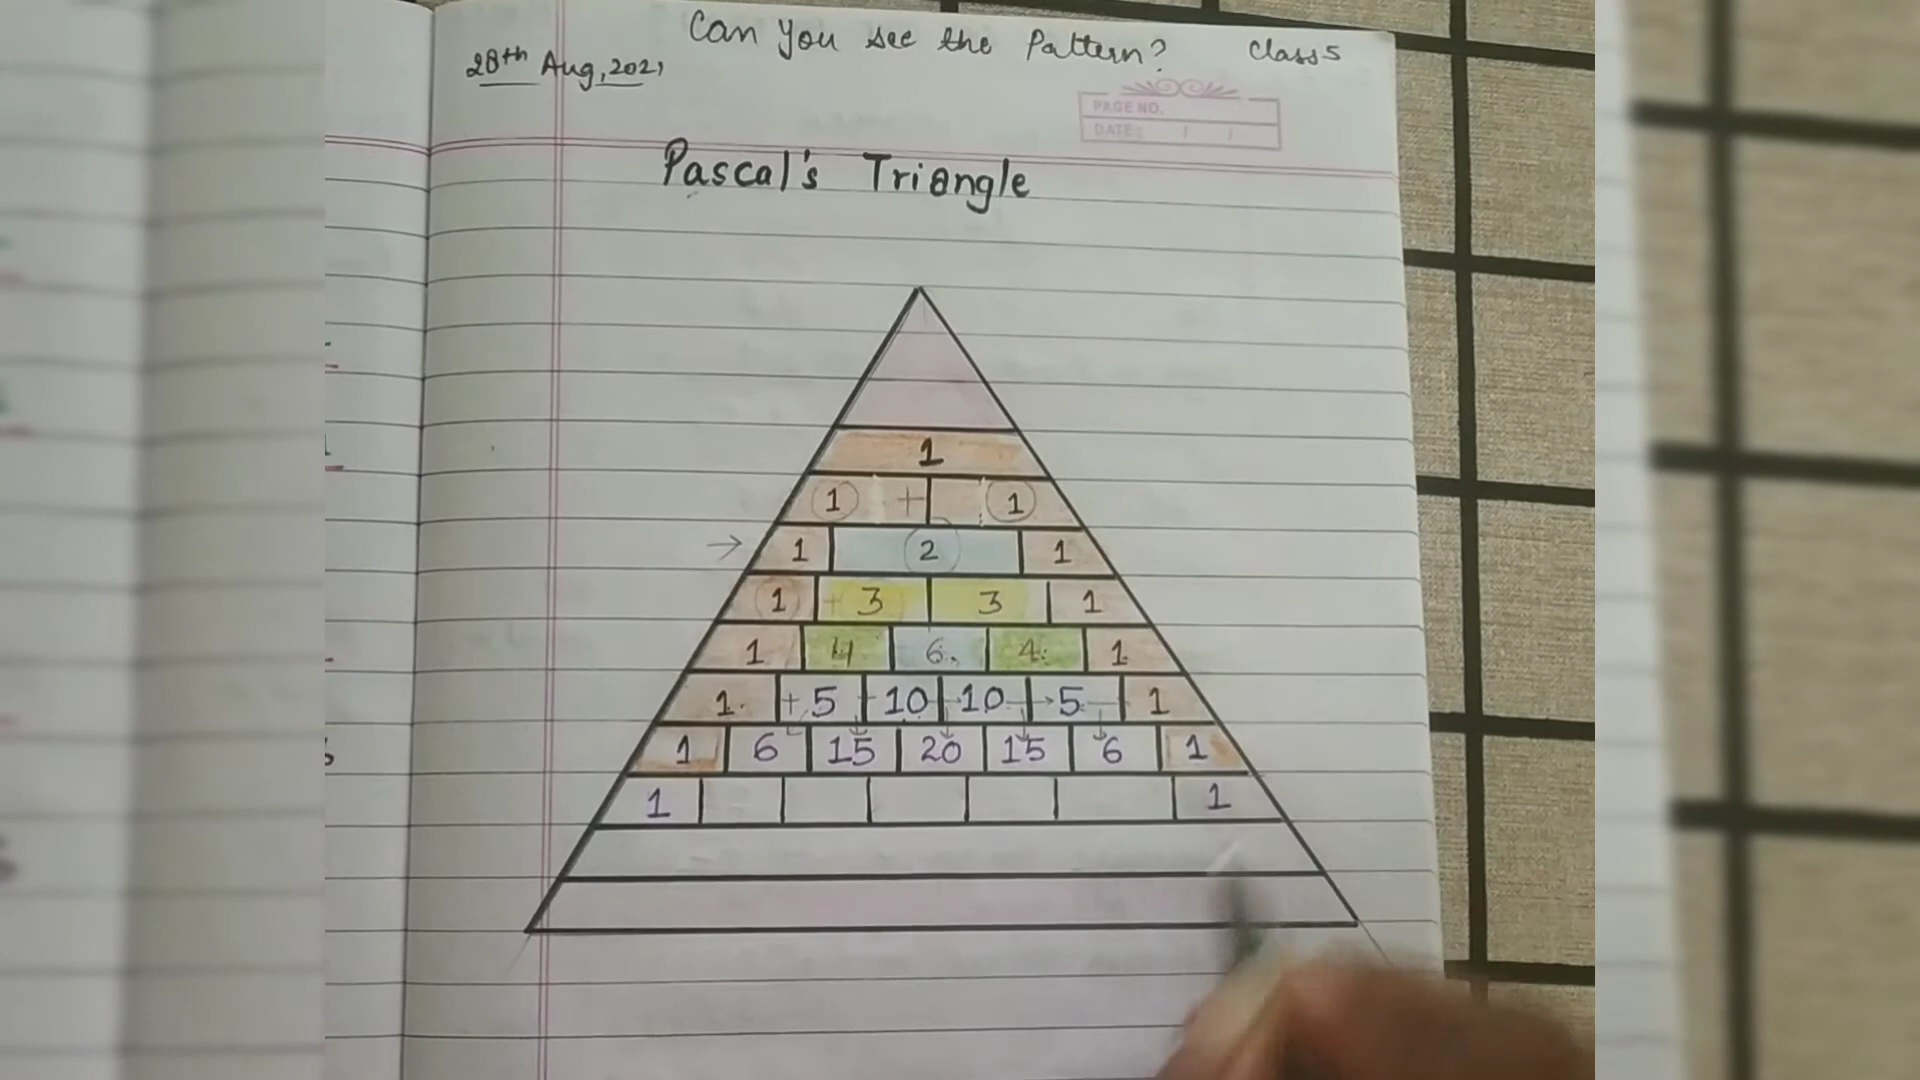 Can You see the Pattern?
Class 5
28th Aug, 2021
PAGE NO.
DATE: / /
Pascal's Triangle
1
1 + 1
→ 1 2 1
1 + 3 3 1
1 4 6 4 1
1 + 5 + 10 + 10 + 5 1
1 6 15 20 15 6 1
1 1